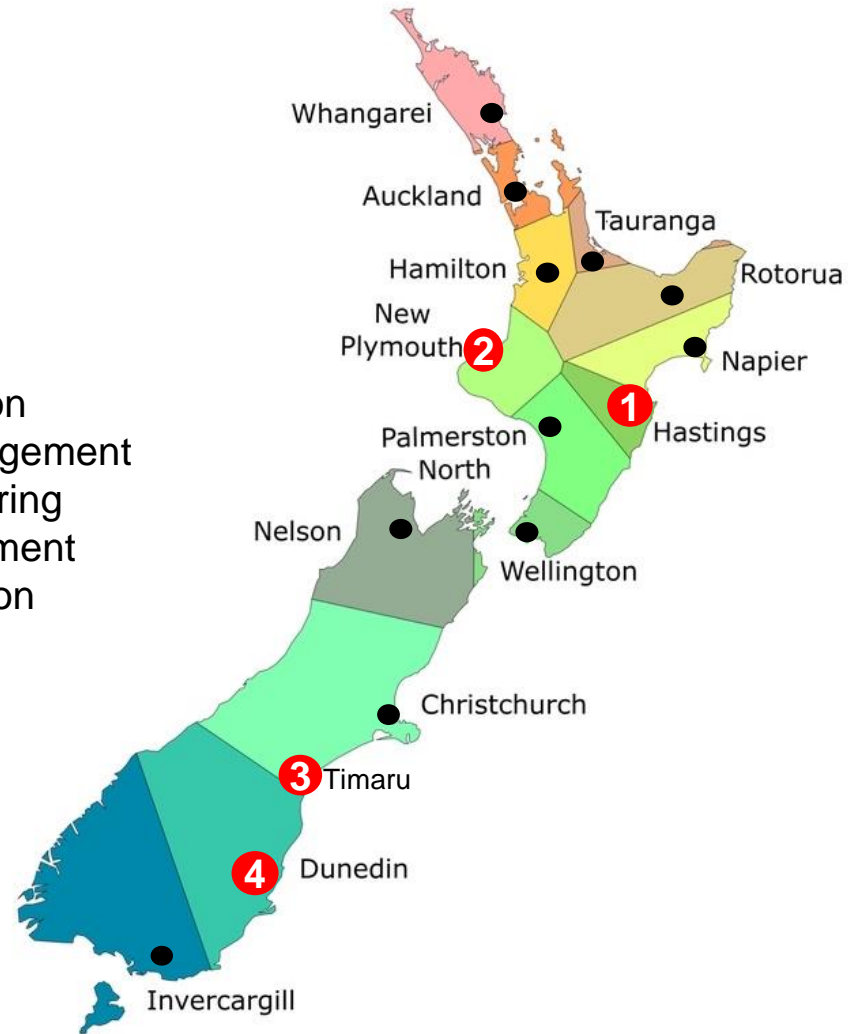 Whangarei
Auckland
Tauranga
Hamilton
Rotorua
New
Plymouth
2
Napier
1
on
gement
Palmerston
North
Hastings
ring
Nelson
ment
Wellington
on
Christchurch
3 Timaru
4 Dunedin
Invercargill